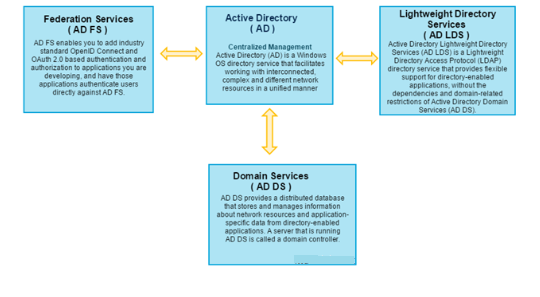 Federation Services
( AD FS )
AD FS enables you to add industry
standard OpenID Connect and
OAuth 2.0 based authentication and
authorization to applications you are
developing, and have those
applications authenticate users
directly against AD FS.
Active Directory
( AD )
Centralized Management
Active Directory (AD) is a Windows
OS directory service that facilitates
working with interconnected,
complex and different network
resources in a unified manner
Lightweight Directory
Services
( AD LDS )
Active Directory Lightweight Directory
Services (AD LDS) is a Lightweight
Directory Access Protocol (LDAP)
directory service that provides flexible
support for directory-enabled
applications, without the
dependencies and domain-related
restrictions of Active Directory Domain
Services (AD DS).
Domain Services
( AD DS )
AD DS provides a distributed database
that stores and manages information
about network resources and application-
specific data from directory-enabled
applications. A server that is running
AD DS is called a domain controller.